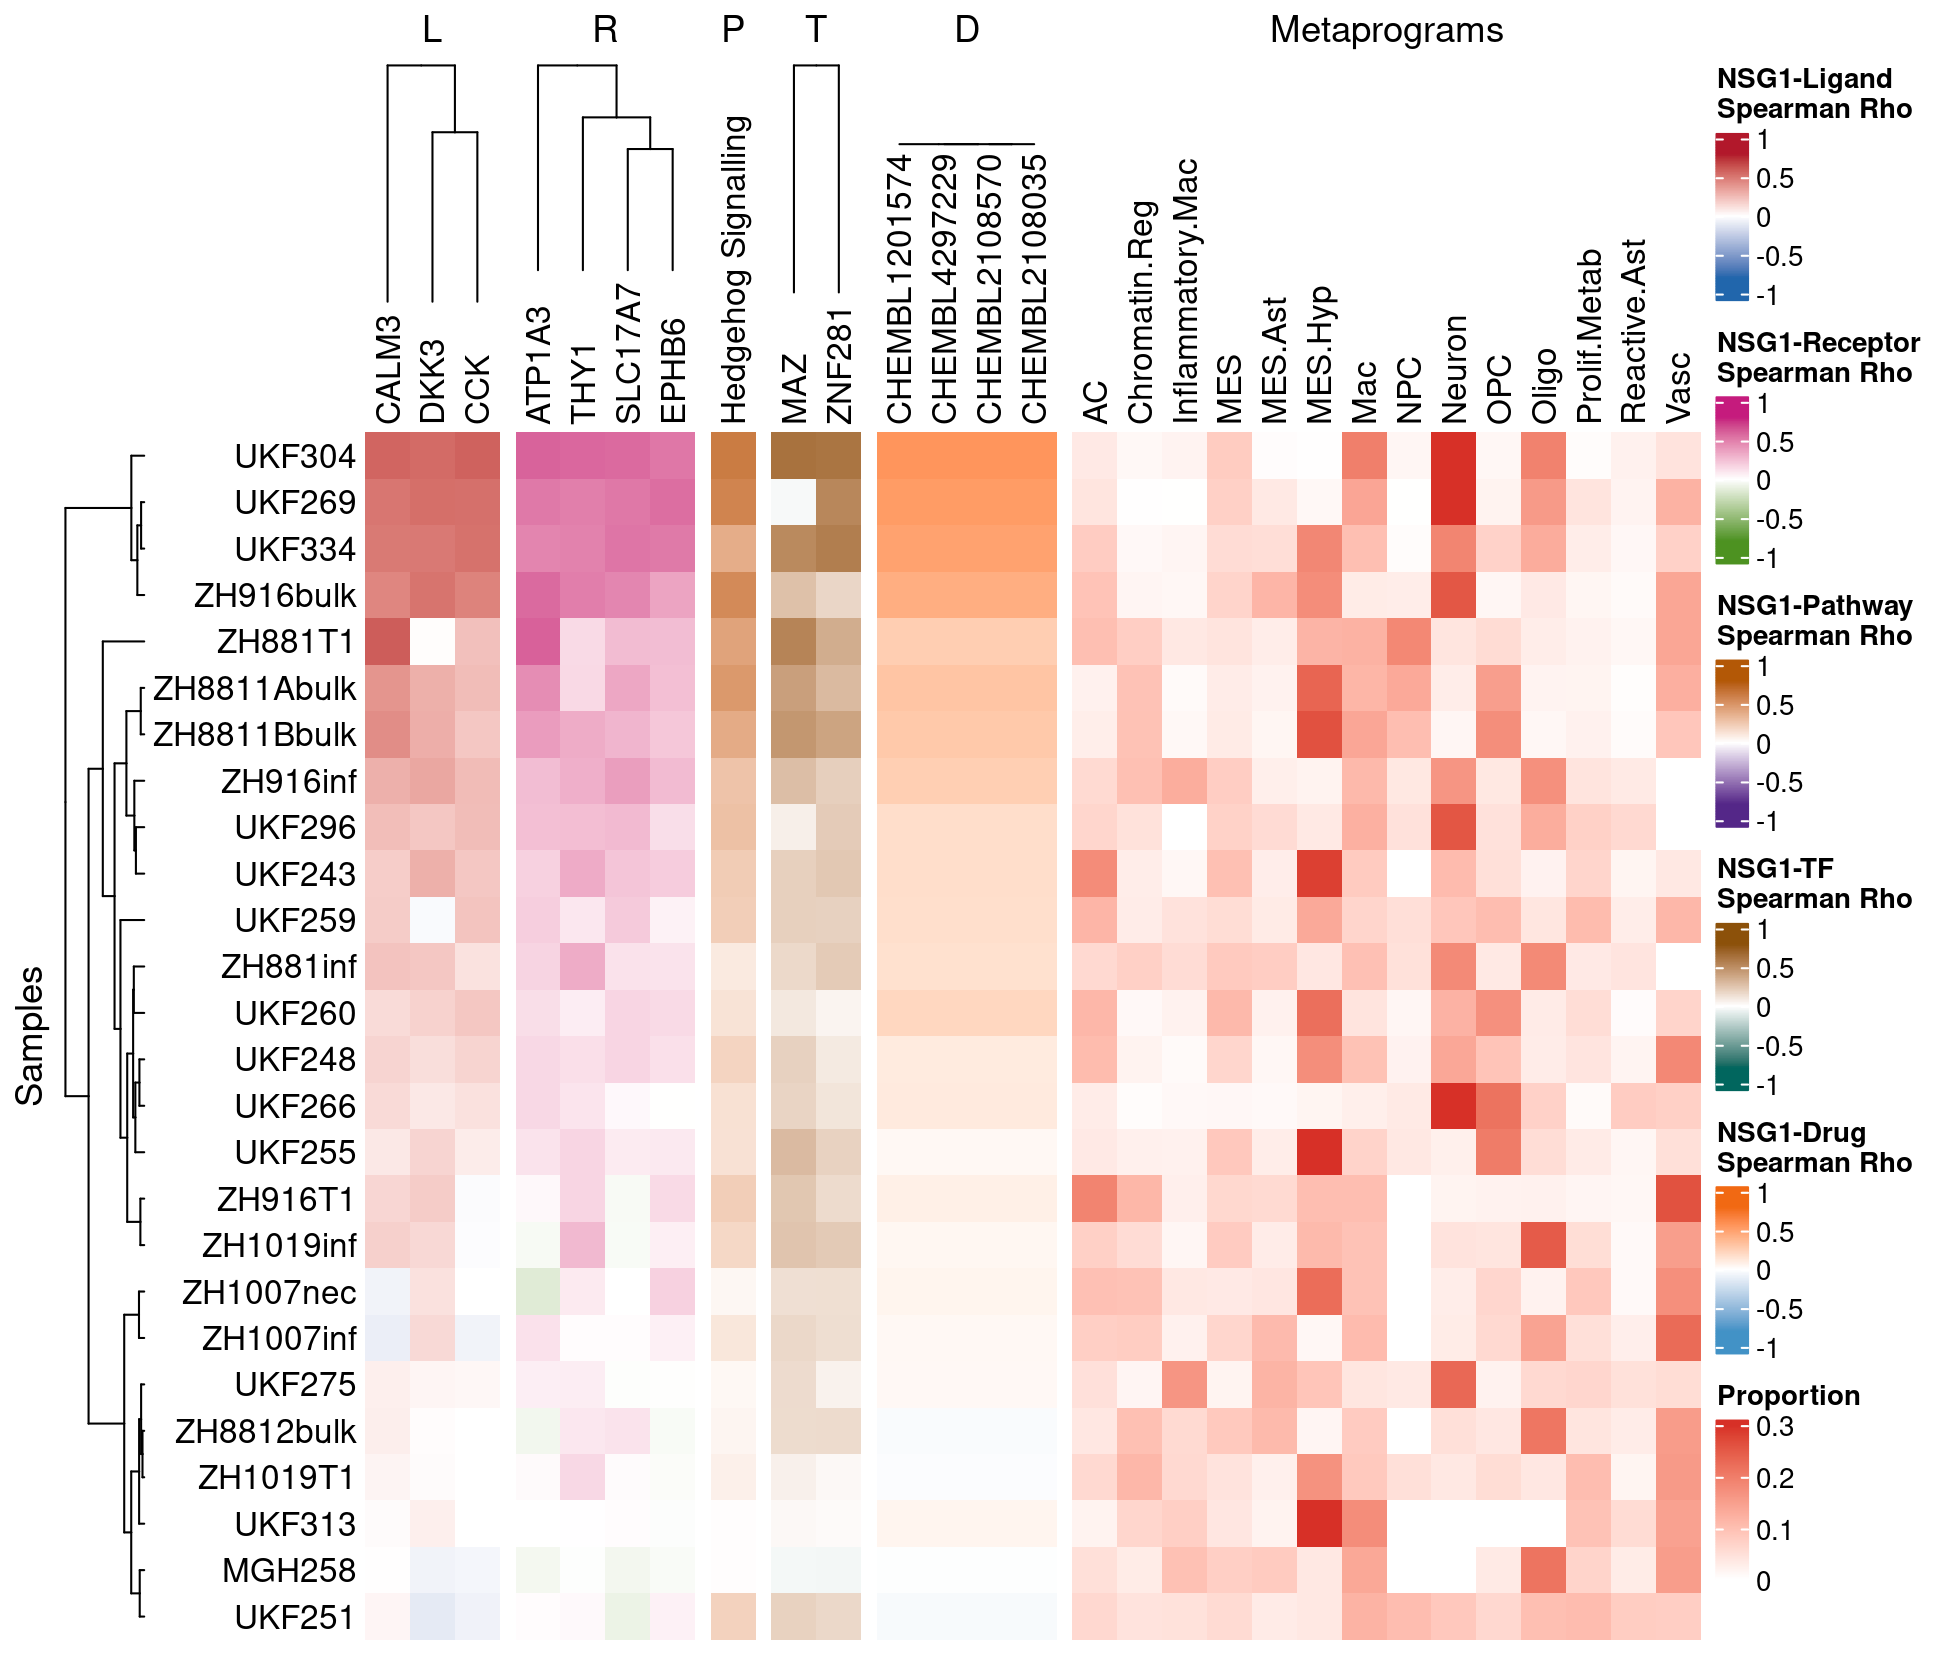 L R P T D Metaprograms
CALM3
DKK3
CCK
ATP1A3
THY1
SLC17A7
EPHB6
Hedgehog Signalling
MAZ
ZNF281
CHEMBL1201574
CHEMBL4297229
CHEMBL2108570
CHEMBL2108035
AC
Chromatin.Reg
Inflammatory.Mac
MES
MES.Ast
MES.Hyp
Mac
NPC
Neuron
OPC
Oligo
Prolif.Metab
Reactive.Ast
Vasc
Samples
UKF304
UKF269
UKF334
ZH916bulk
ZH881T1
ZH8811Abulk
ZH8811Bbulk
ZH916inf
UKF296
UKF243
UKF259
ZH881inf
UKF260
UKF248
UKF266
UKF255
ZH916T1
ZH1019inf
ZH1007nec
ZH1007inf
UKF275
ZH8812bulk
ZH1019T1
UKF313
MGH258
UKF251
NSG1-Ligand
Spearman Rho
1
0.5
0
-0.5
-1
NSG1-Receptor
Spearman Rho
1
0.5
0
-0.5
-1
NSG1-Pathway
Spearman Rho
1
0.5
0
-0.5
-1
NSG1-TF
Spearman Rho
1
0.5
0
-0.5
-1
NSG1-Drug
Spearman Rho
1
0.5
0
-0.5
-1
Proportion
0.3
0.2
0.1
0